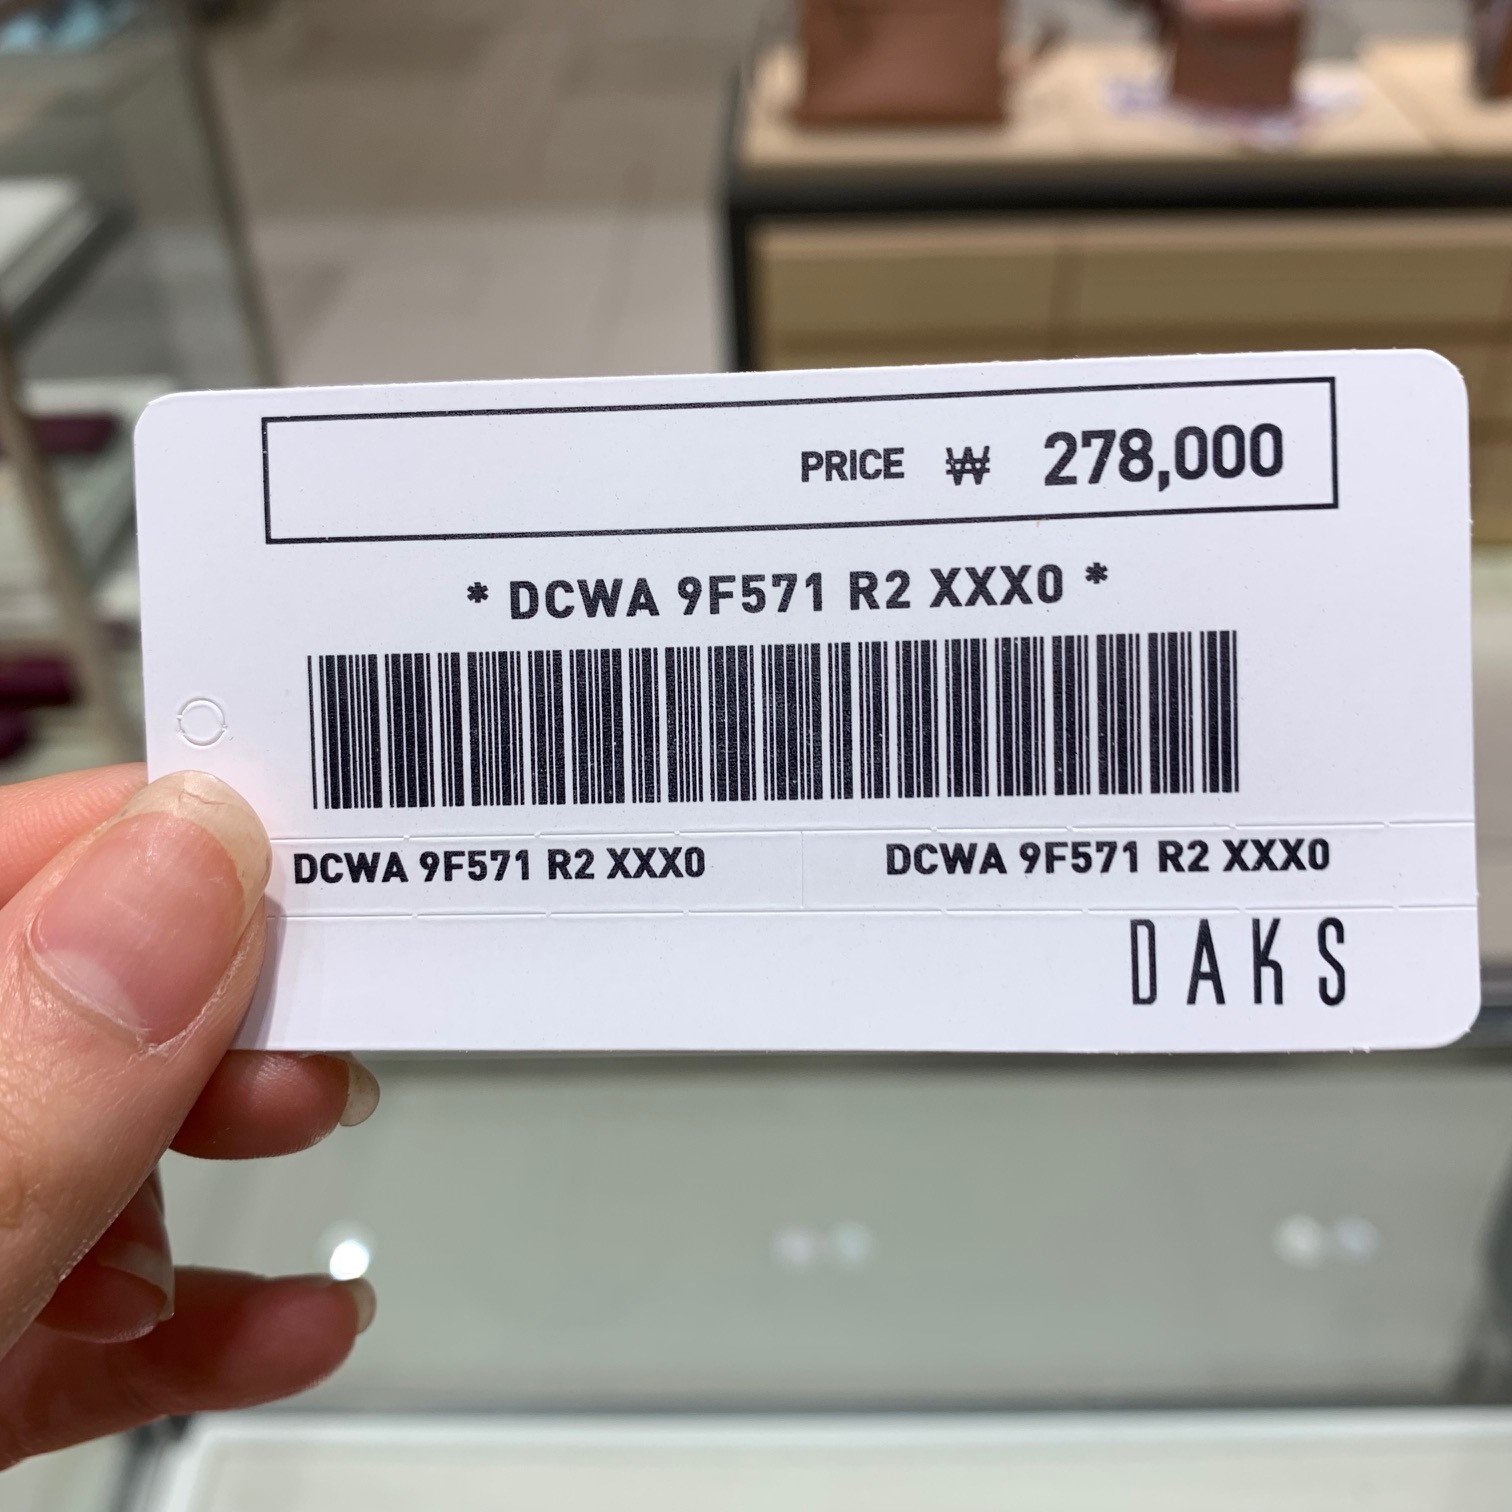 PRICE ₩ 278,000
* DCWA 9F571 R2 XXX0 *
DCWA 9F571 R2 XXX0 DCWA 9F571 R2 XXX0
DAKS